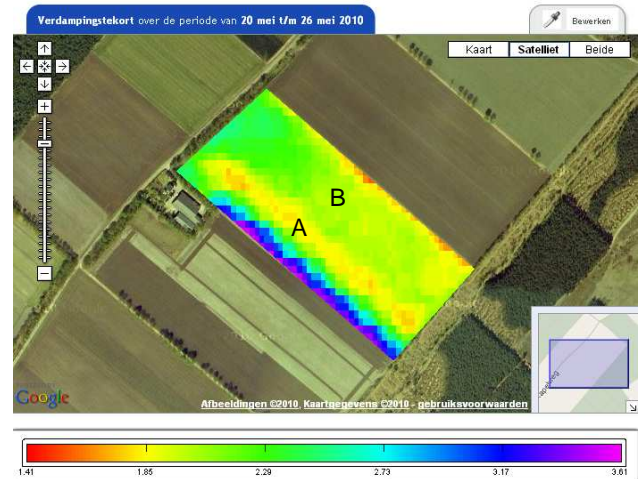 Verdampingstekort over de periode van 20 mei t/m 26 mei 2010
Bewerken
Kaart Satelliet Beide
B
A
Google
Afbeeldingen ©2010, Kaartgegevens ©2010 - gebruiksvoorwaarden
1.41 1.85 2.29 2.73 3.17 3.61